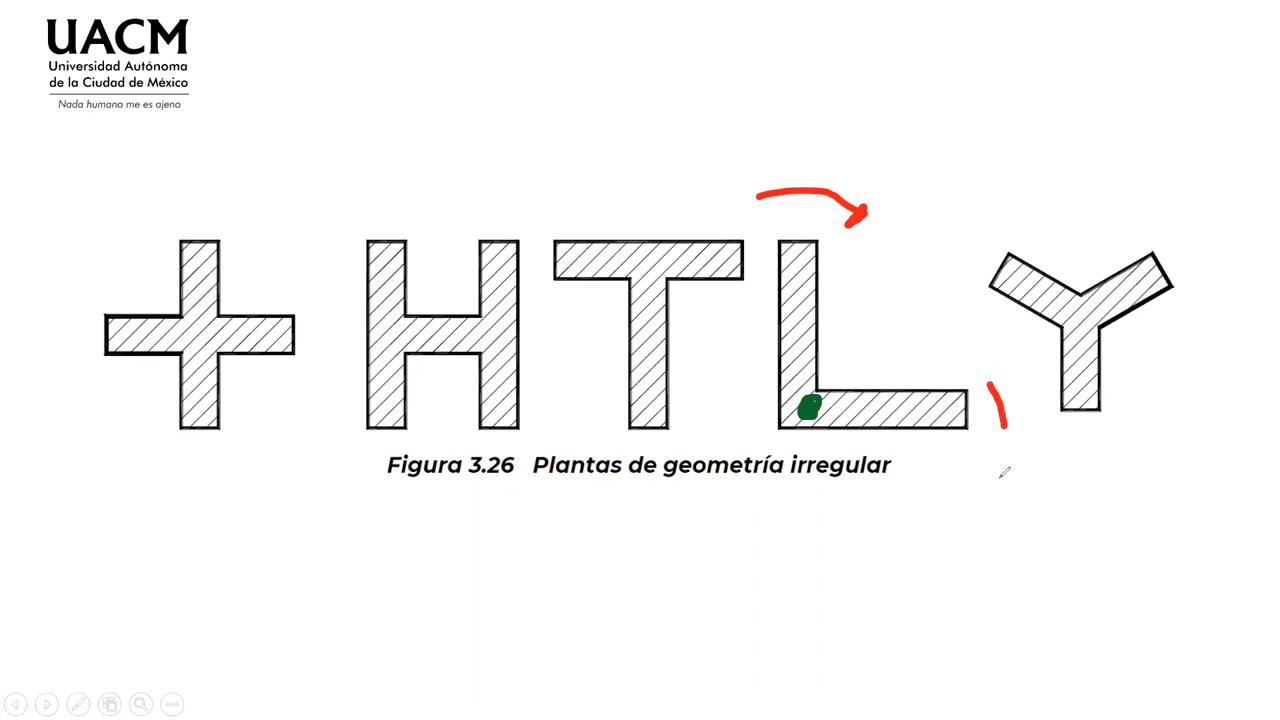 UACM
Universidad Autónoma
de la Ciudad de México
Nada humano me es ajeno
Figura 3.26 Plantas de geometría irregular